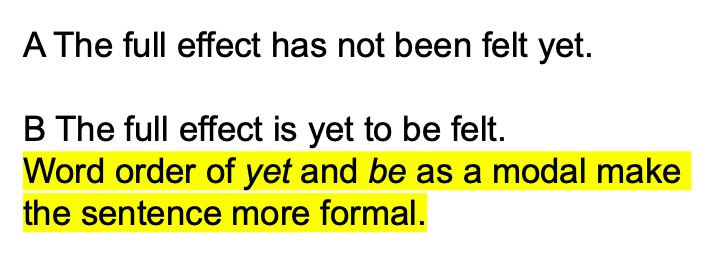 A The full effect has not been felt yet.
B The full effect is yet to be felt.
Word order of yet and be as a modal make
the sentence more formal.